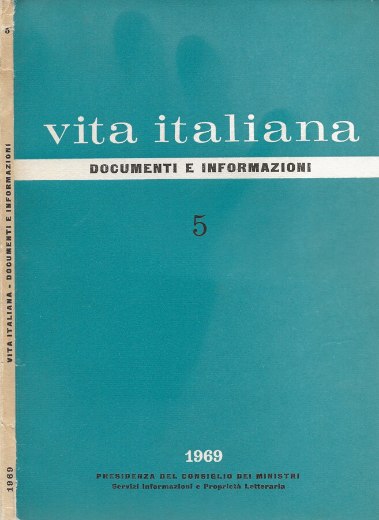 5
VITA ITALIANA - DOCUMENTI E INFORMAZIONI
1969
vita italiana
DOCUMENTI E INFORMAZIONI
5
1969
PRESIDENZA DEL CONSIGLIO DEI MINISTRI
Servizi Informazioni e Proprietà Letteraria